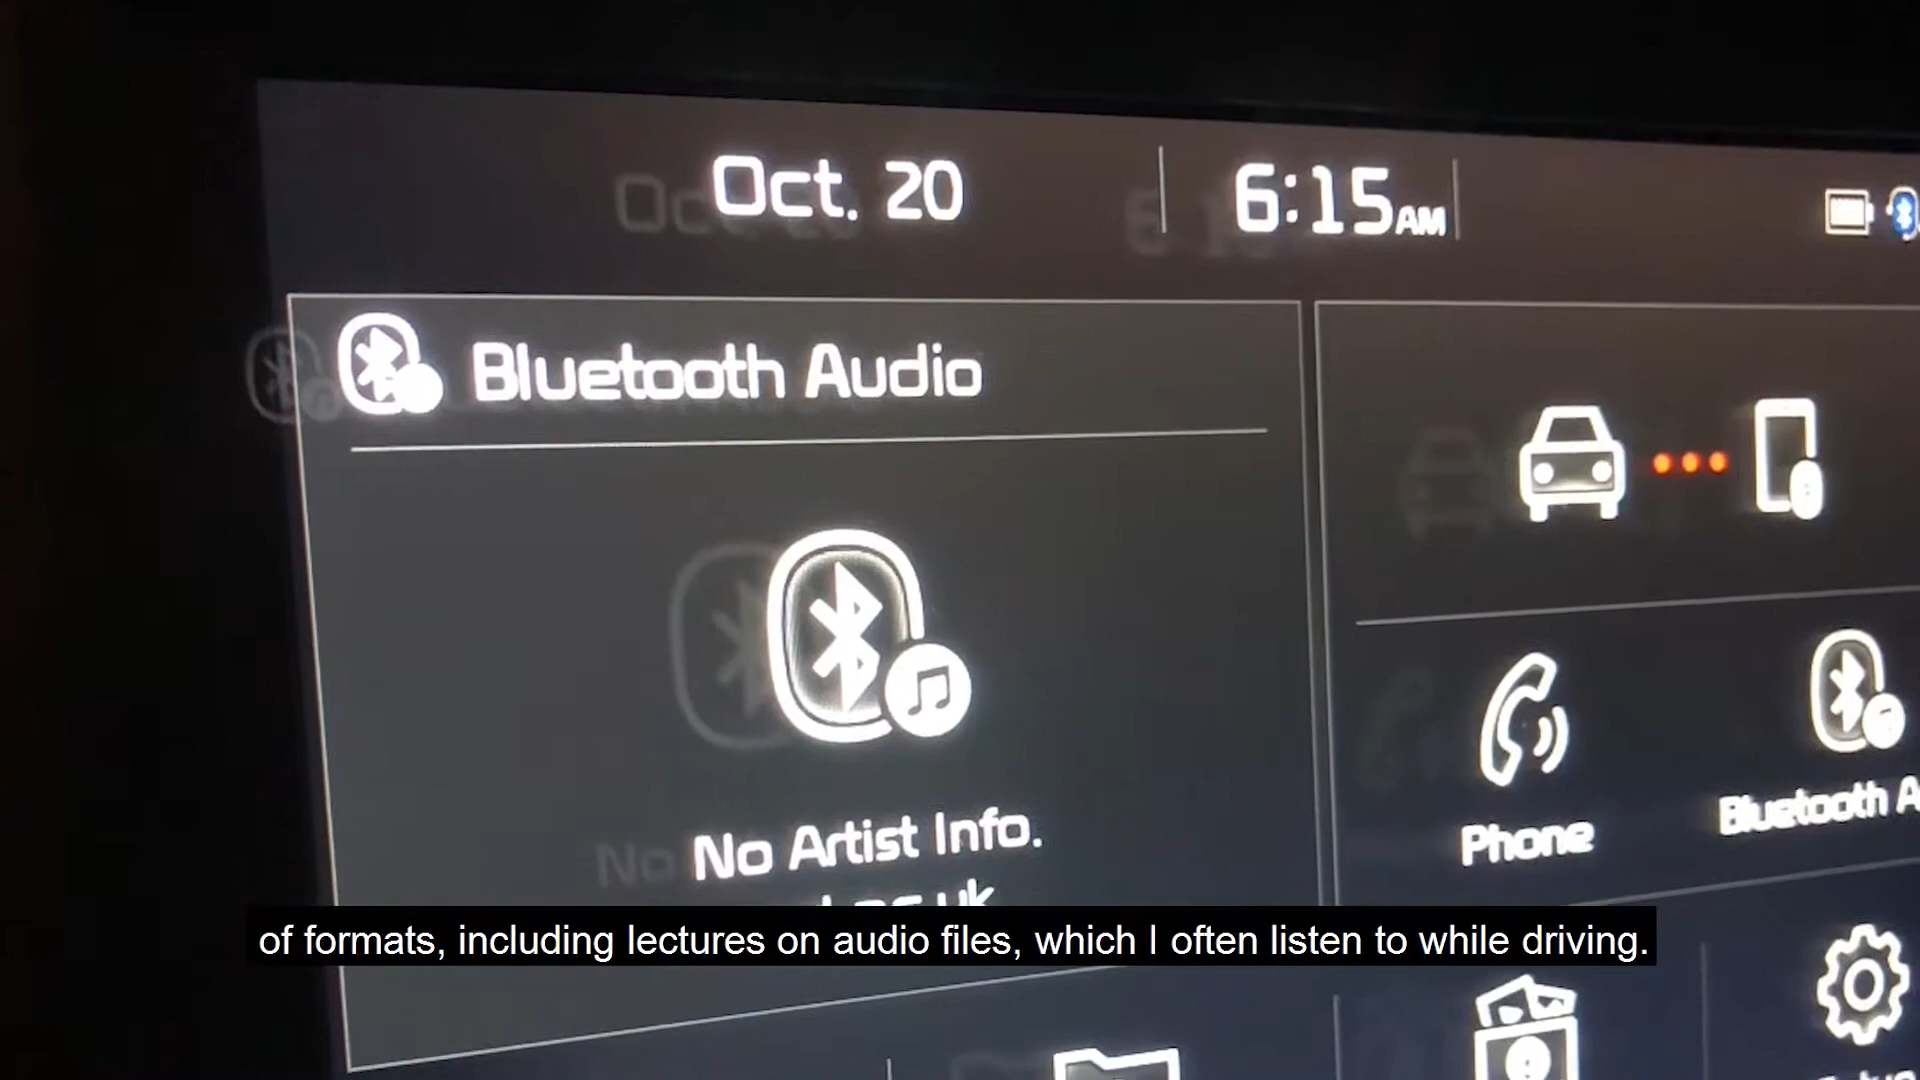 Oct. 20
6:15AM
Bluetooth Audio
No Artist Info.
Phone
Bluetooth
of formats, including lectures on audio files, which I often listen to while driving.